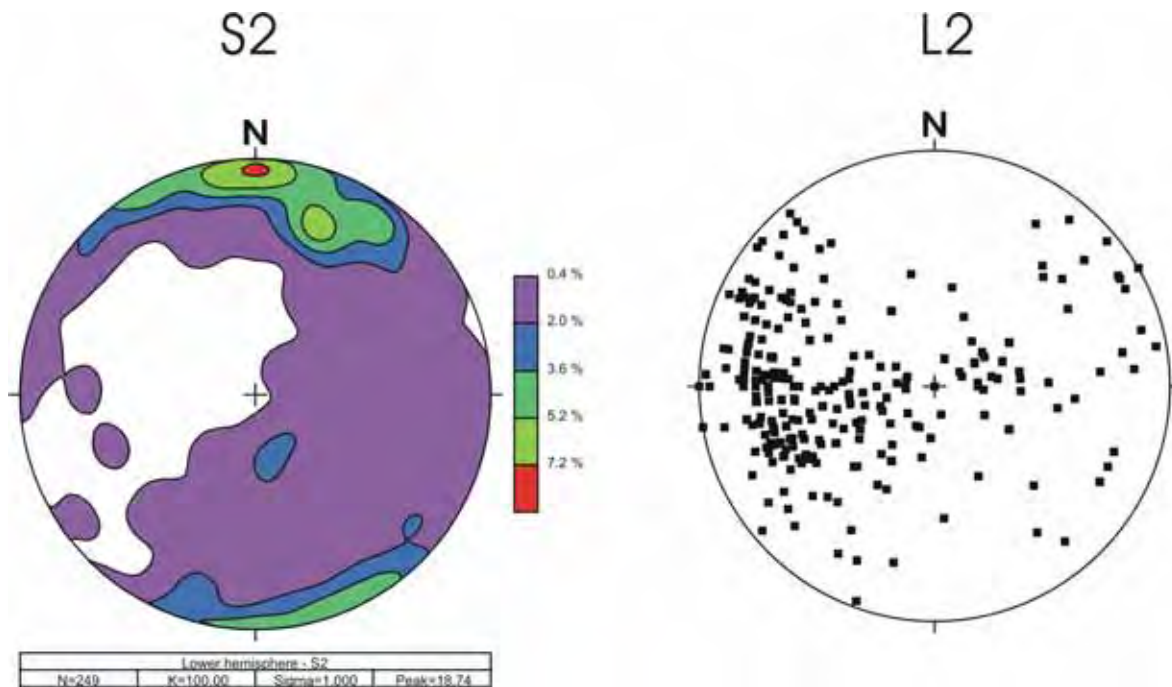 S2
L2
N
N
0.4 %
2.0 %
3.6 %
5.2 %
7.2 %
Lower hemisphere - S2
N=249 K=100.00 Sigma=1.000 Peak=18.74